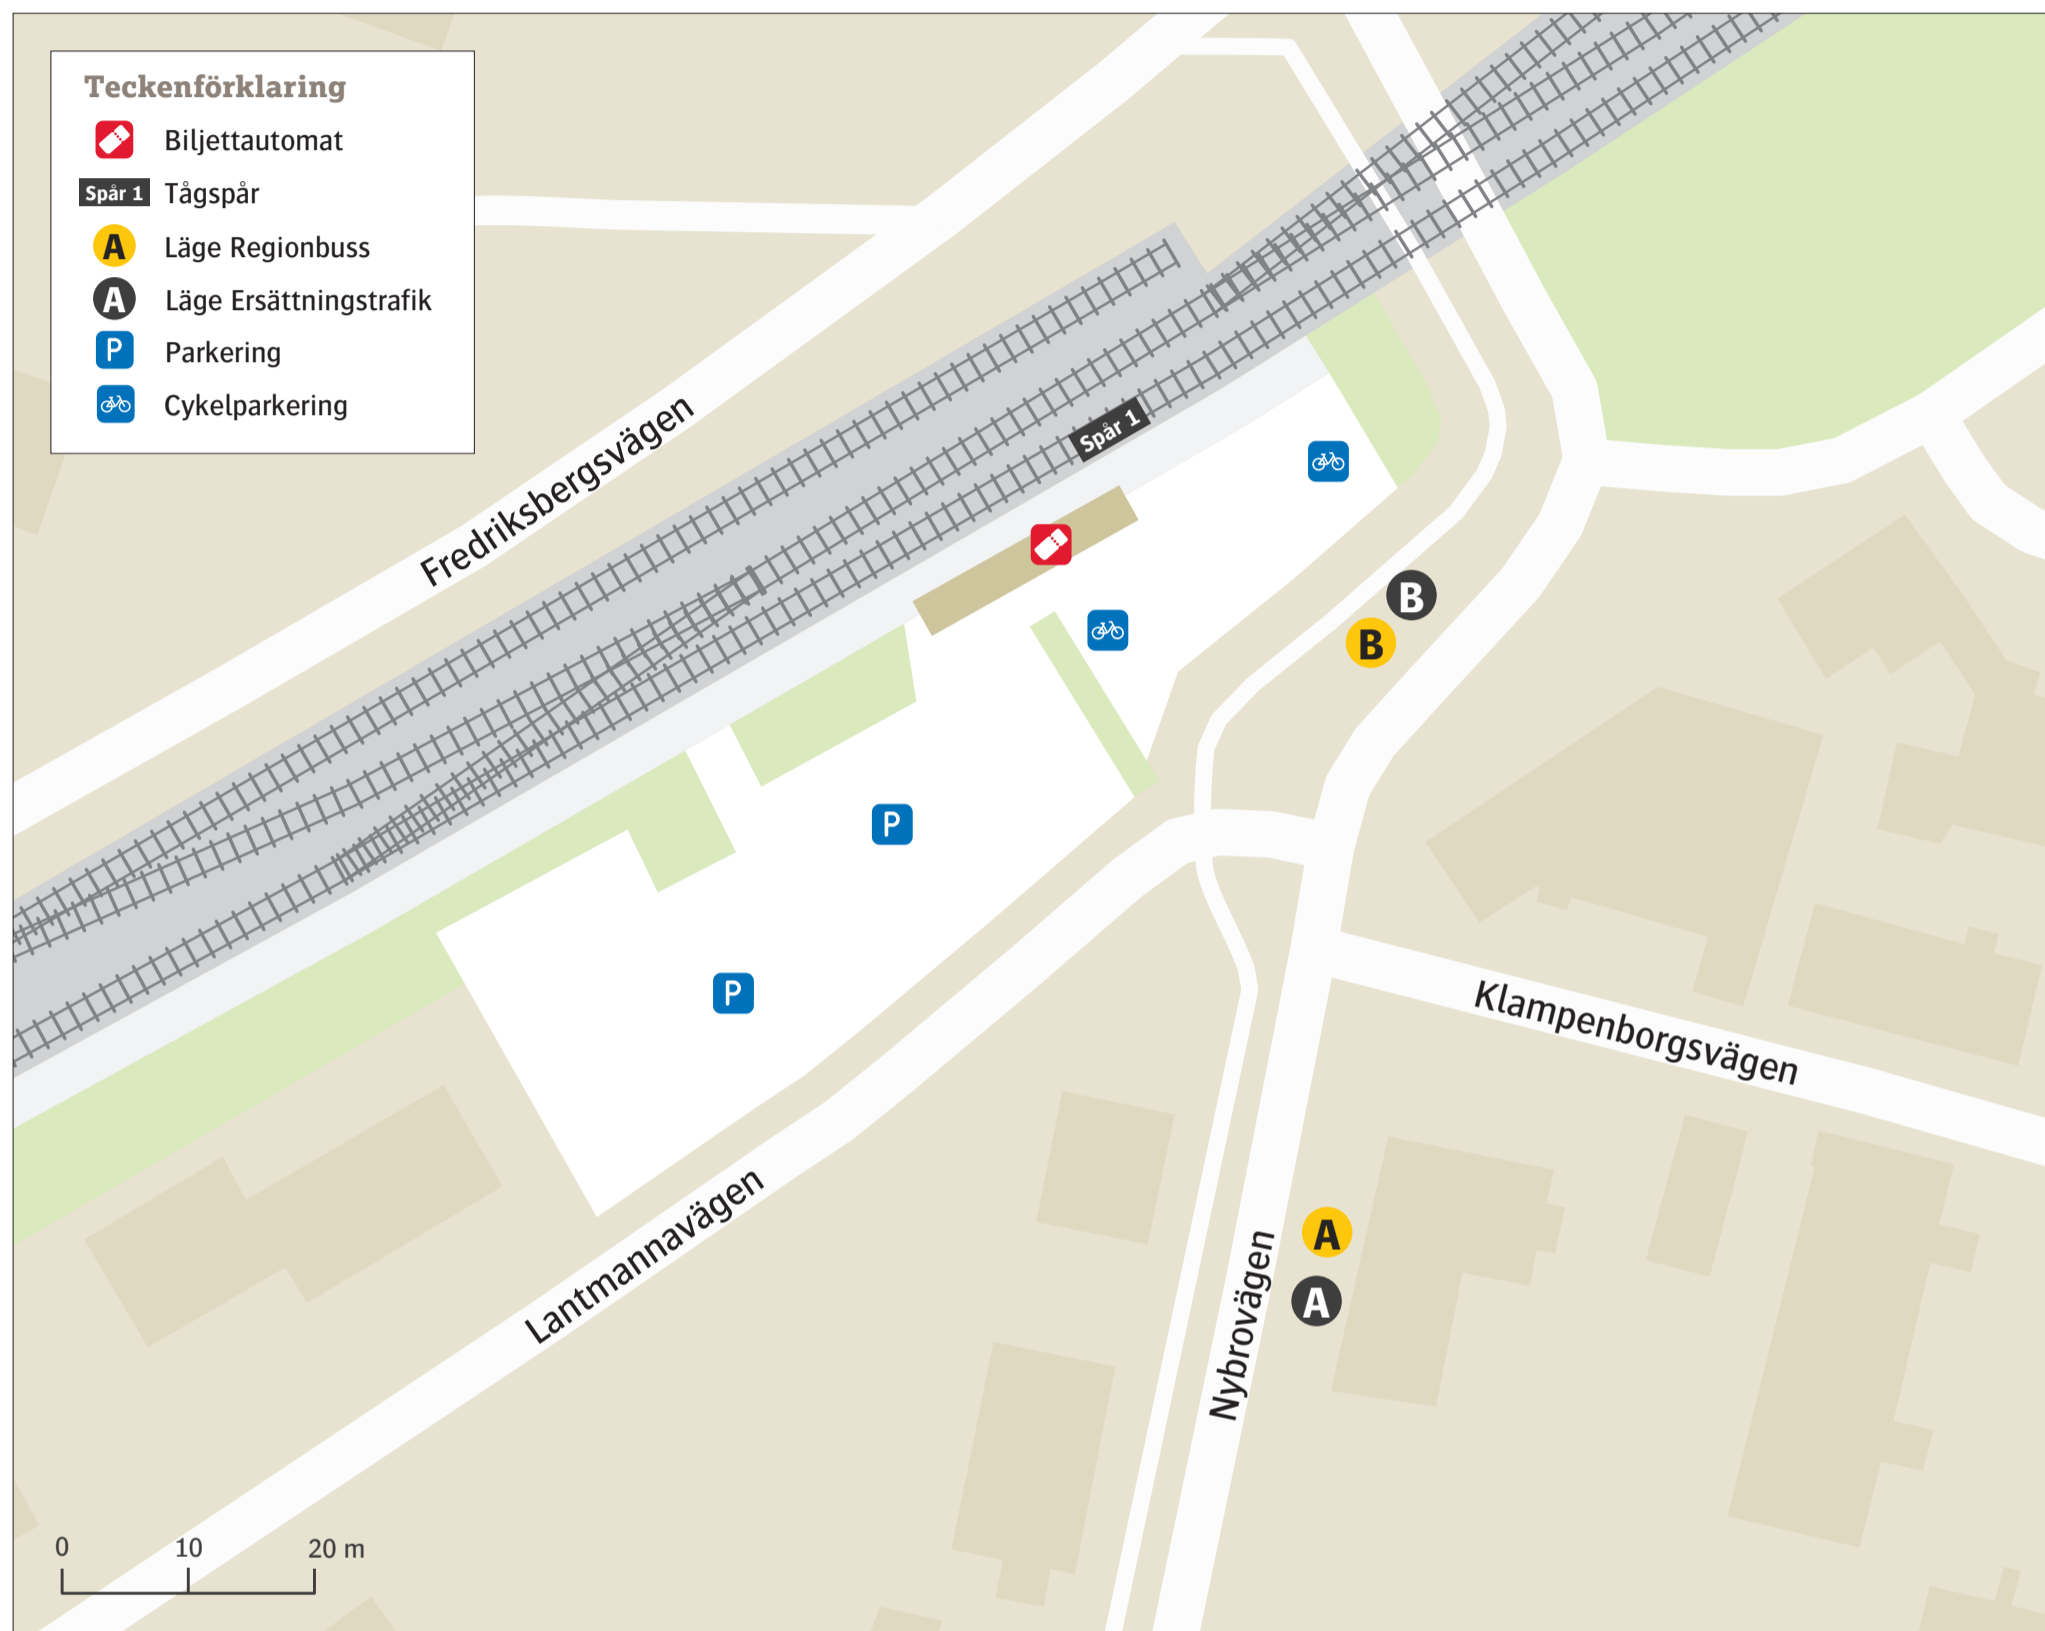 Teckenförklaring
Biljettautomat
Spår 1 Tågspår
A Läge Regionbuss
A Läge Ersättningstrafik
P Parkering
Cykelparkering
Fredriksbergsvägen
Spår 1
B
B
P
P
Klampenborgsvägen
Lantmannavägen
A
A
Nybrovägen
0 10 20 m